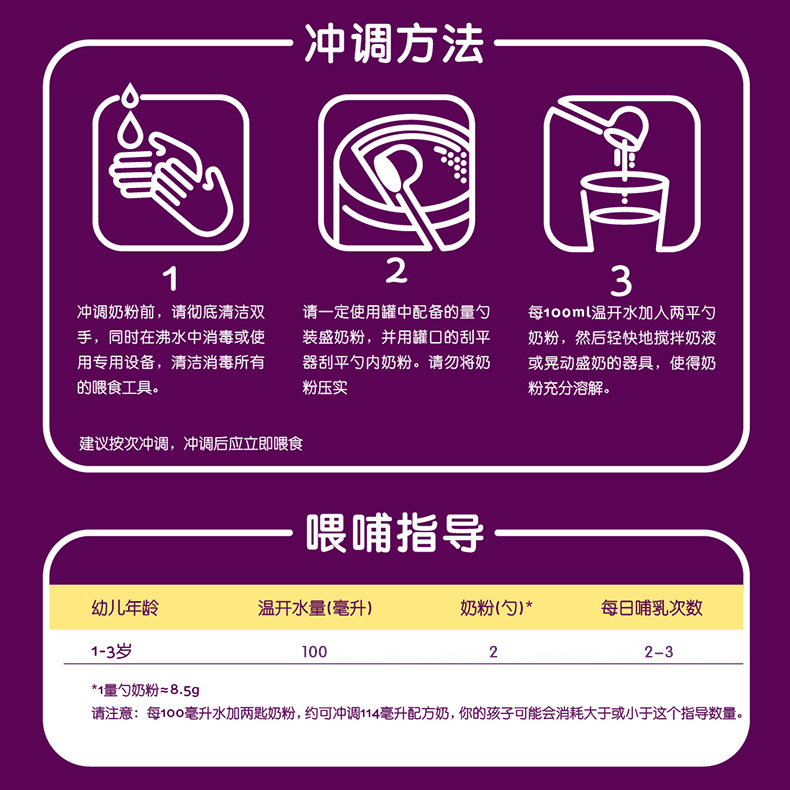 冲调方法
1
冲调奶粉前，请彻底清洁双
手，同时在沸水中消毒或使
用专用设备，清洁消毒所有
的喂食工具。
2
请一定使用罐中配备的量勺
装盛奶粉，并用罐口的刮平
器刮平勺内奶粉。请勿将奶
粉压实
3
每100ml温开水加入两平勺
奶粉，然后轻快地搅拌奶液
或晃动盛奶的器具，使得奶
粉充分溶解。
建议按次冲调，冲调后应立即喂食
喂哺指导
幼儿年龄 温开水量(毫升) 奶粉(勺)* 每日哺乳次数
1-3岁 100 2 2-3
*1量勺奶粉≈8.5g
请注意：每100毫升水加两匙奶粉，约可冲调114毫升配方奶，你的孩子可能会消耗大于或小于这个指导数量。